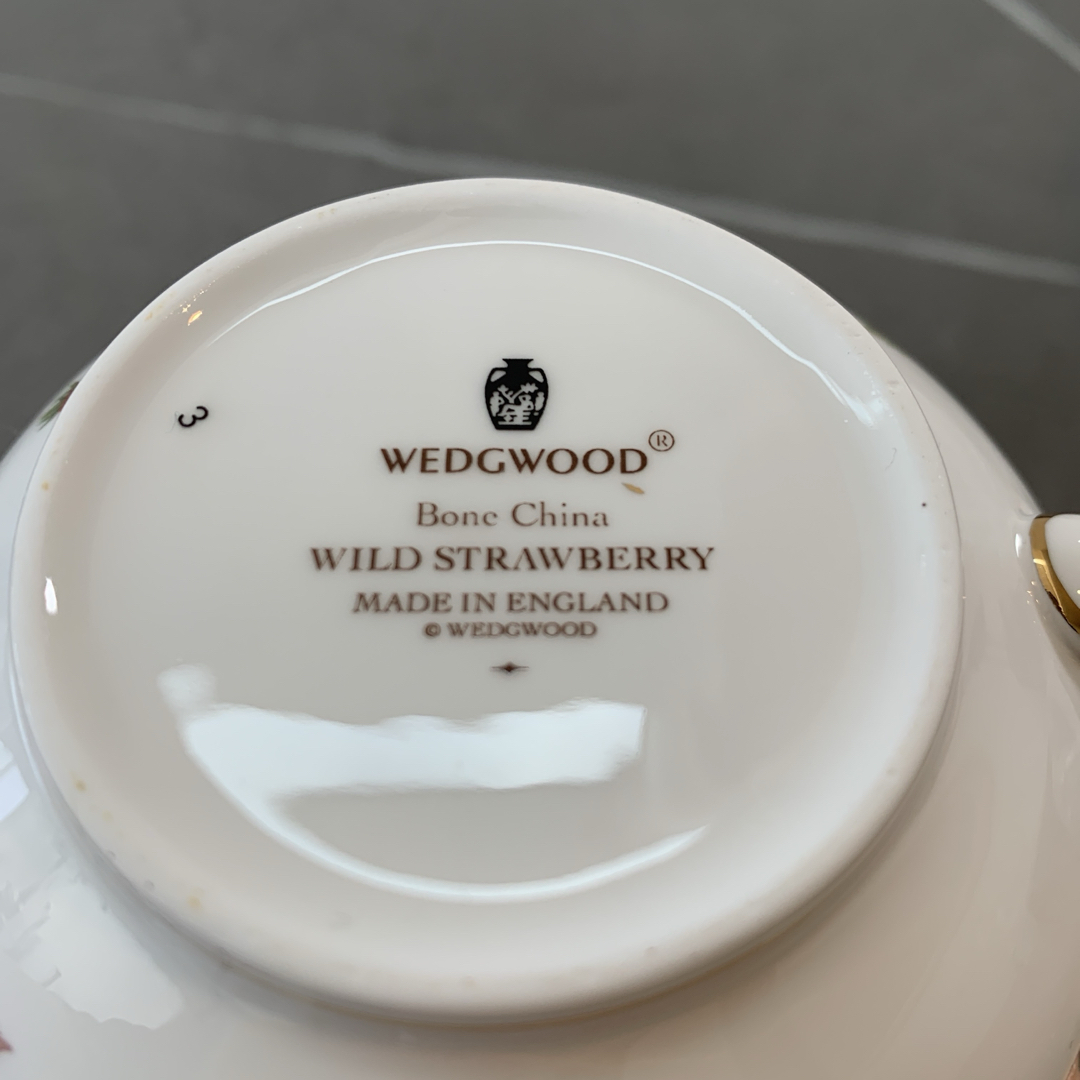 3
WEDGWOOD®
Bone China
WILD STRAWBERRY
MADE IN ENGLAND
© WEDGWOOD